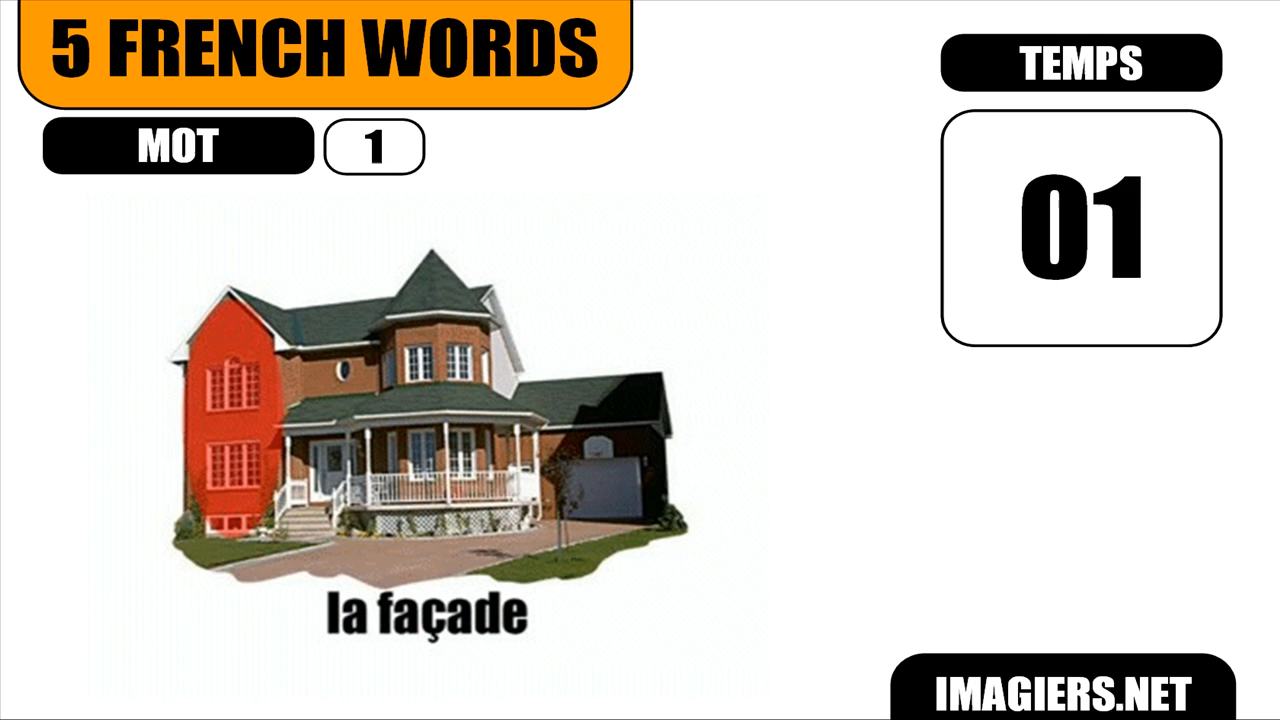 5 FRENCH WORDS
TEMPS
MOT 1
01
la façade
IMAGIERS.NET